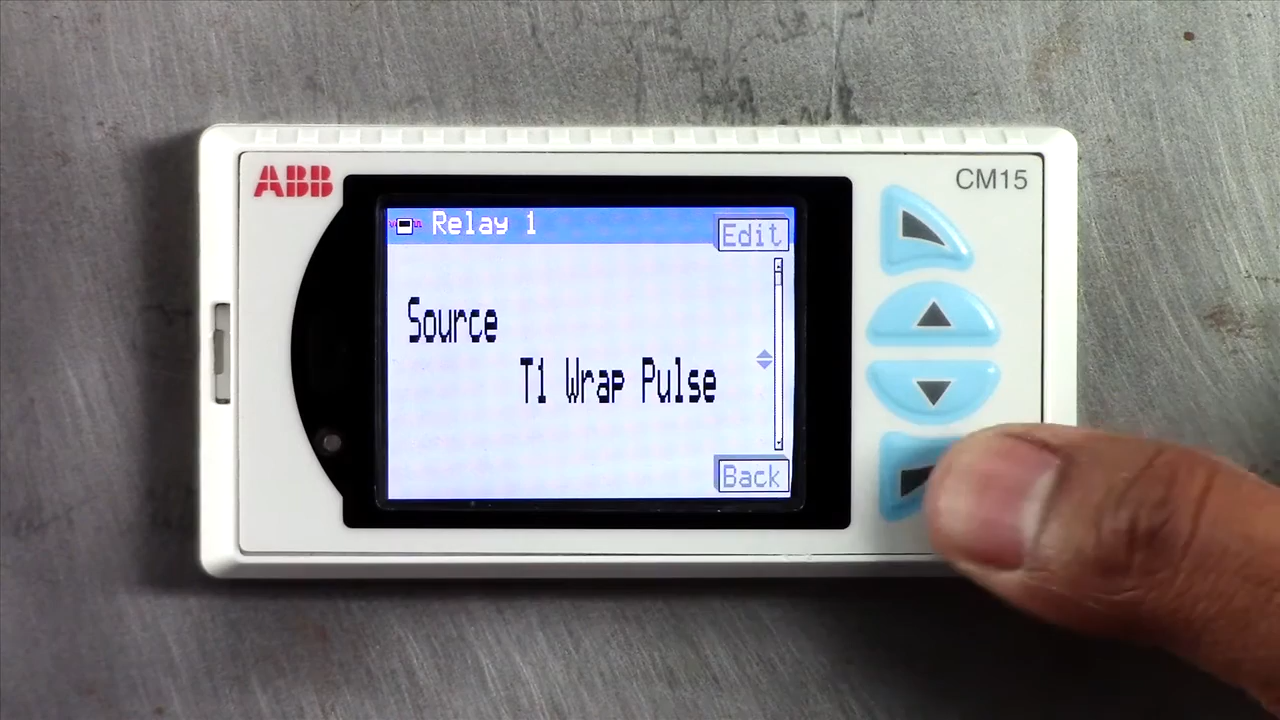 ABB
CM15
Relay 1
Edit
Source
T1 Wrap Pulse
Back